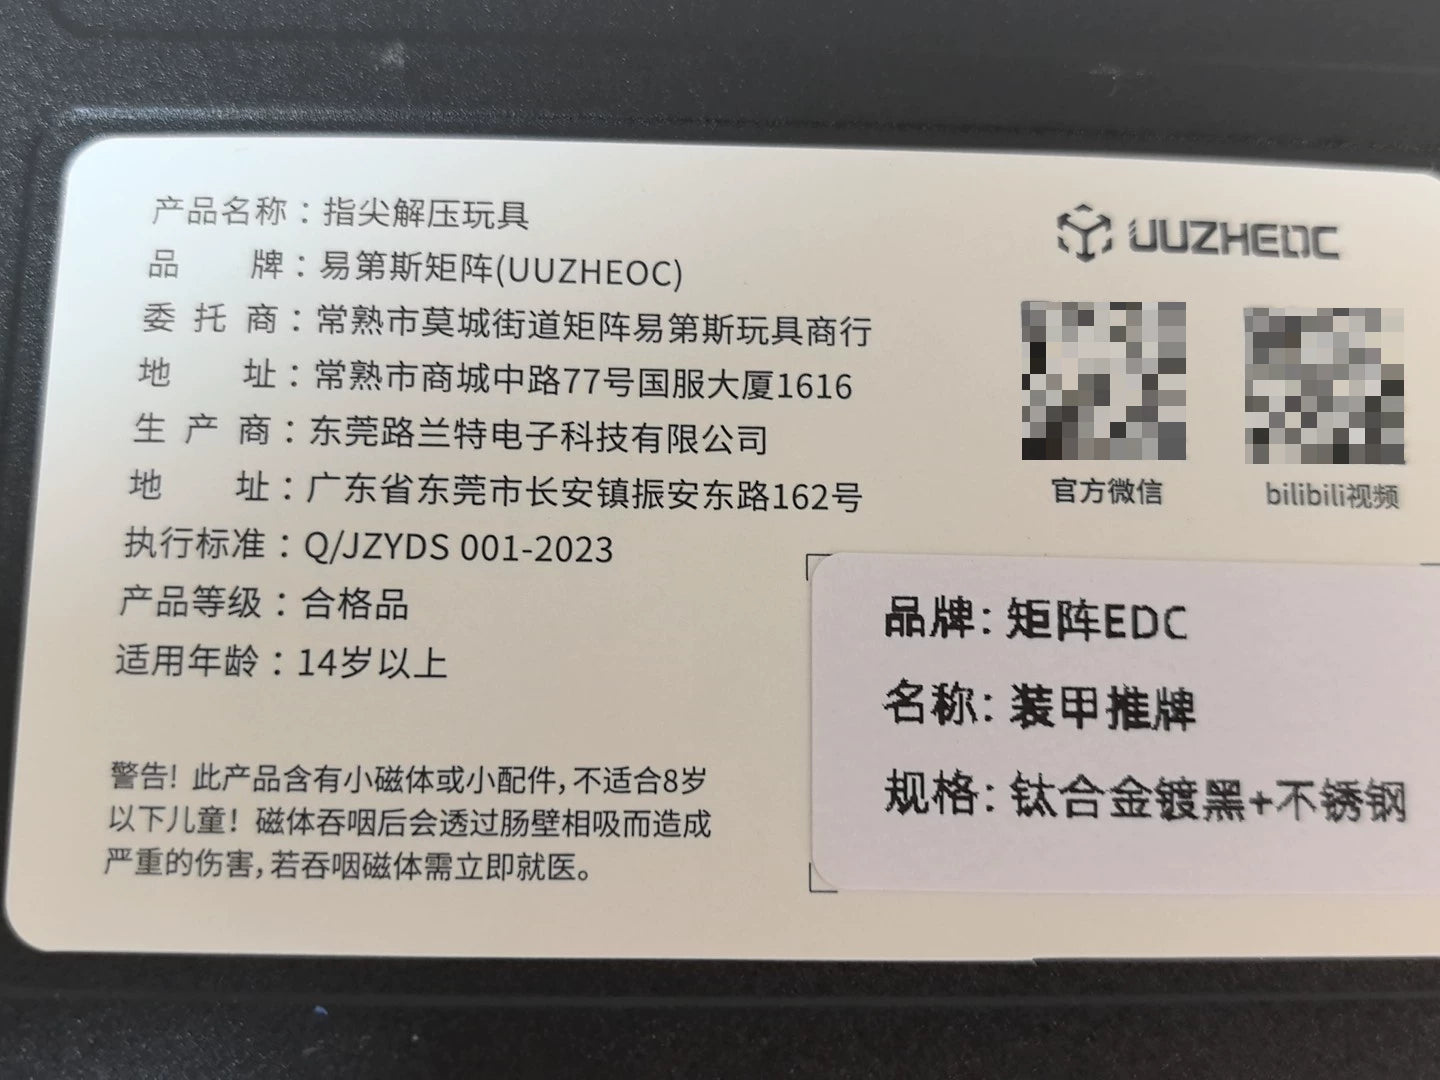 产品名称：指尖解压玩具
品牌：易第斯矩阵(UUZHEOC)
委托商：常熟市莫城街道矩阵易第斯玩具商行
地址：常熟市商城中路77号国服大厦1616
生产商：东莞路兰特电子科技有限公司
地址：广东省东莞市长安镇振安东路162号
执行标准：Q/JZYDS 001-2023
产品等级：合格品
适用年龄：14岁以上
警告！此产品含有小磁体或小配件，不适合8岁
以下儿童！磁体吞咽后会透过肠壁相吸而造成
严重的伤害，若吞咽磁体需立即就医。
UUZHEOC
官方微信
bilibili视频
品牌：矩阵EDC
名称：装甲推牌
规格：钛合金镀黑+不锈钢